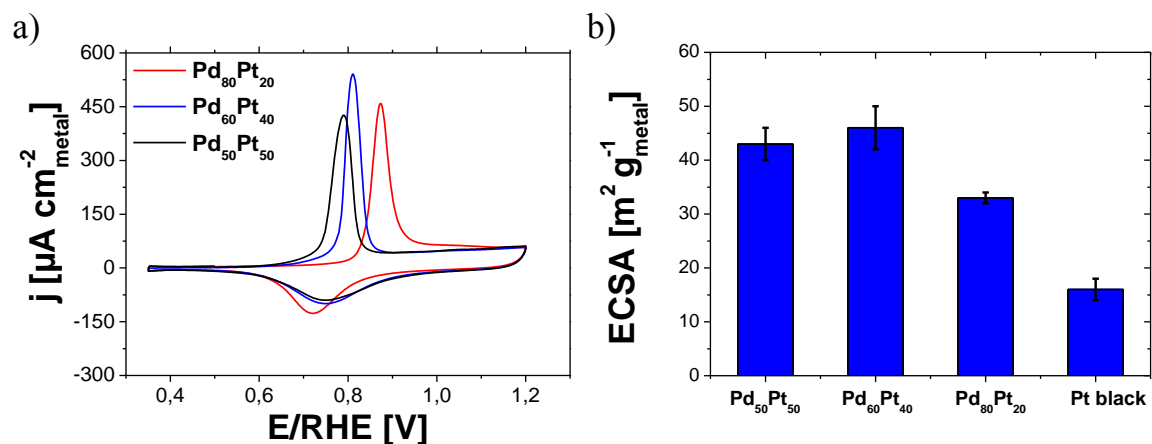 a)
600
450
300
150
0
-150
-300
j [µA cm⁻²metal]
Pd₈₀Pt₂₀
Pd₆₀Pt₄₀
Pd₅₀Pt₅₀
0,4 0,6 0,8 1,0 1,2
E/RHE [V]
b)
60
50
40
30
20
10
0
ECSA [m² g⁻¹metal]
Pd₅₀Pt₅₀ Pd₆₀Pt₄₀ Pd₈₀Pt₂₀ Pt black